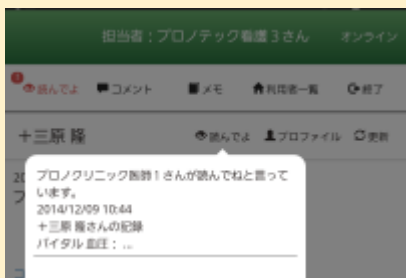 担当者：プロノテック看護3さん オンライン
読んでよ コメント メモ 利用者一覧 終了
十三原 隆 読んでよ プロファイル 更新
プロノクリニック医師1さんが読んでねと言って
います。
2014/12/09 10:44
十三原 隆さんの記録
バイタル 血圧： ...